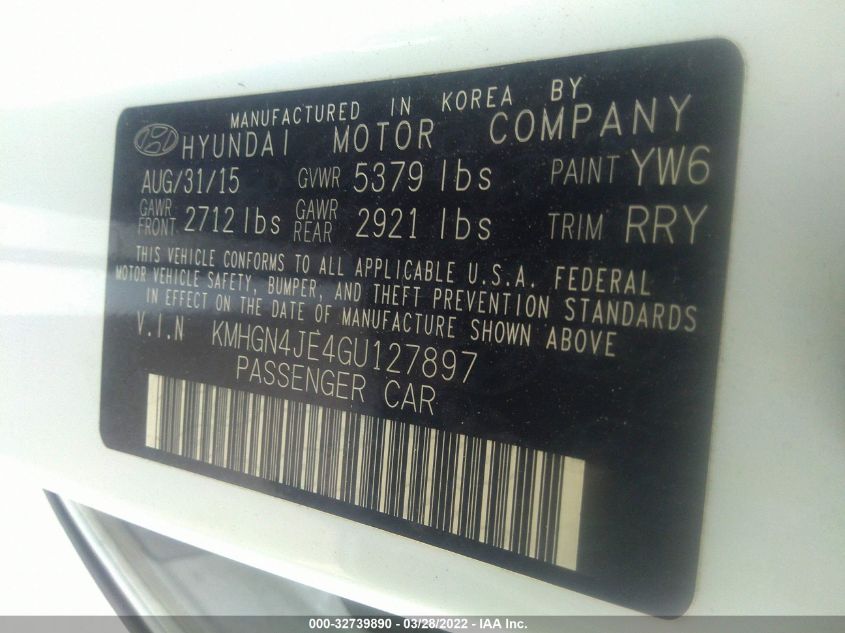 MANUFACTURED IN KOREA BY
HYUNDAI MOTOR COMPANY
AUG/31/15 GVWR 5379 lbs PAINT YW6
GAWR FRONT 2712 lbs GAWR REAR 2921 lbs TRIM RRY
THIS VEHICLE CONFORMS TO ALL APPLICABLE U.S.A. FEDERAL
MOTOR VEHICLE SAFETY, BUMPER, AND THEFT PREVENTION STANDARDS
IN EFFECT ON THE DATE OF MANUFACTURE SHOWN ABOVE
V.I.N KMHGN4JE4GU127897
PASSENGER CAR
000-32739890 - 03/28/2022 - IAA Inc.